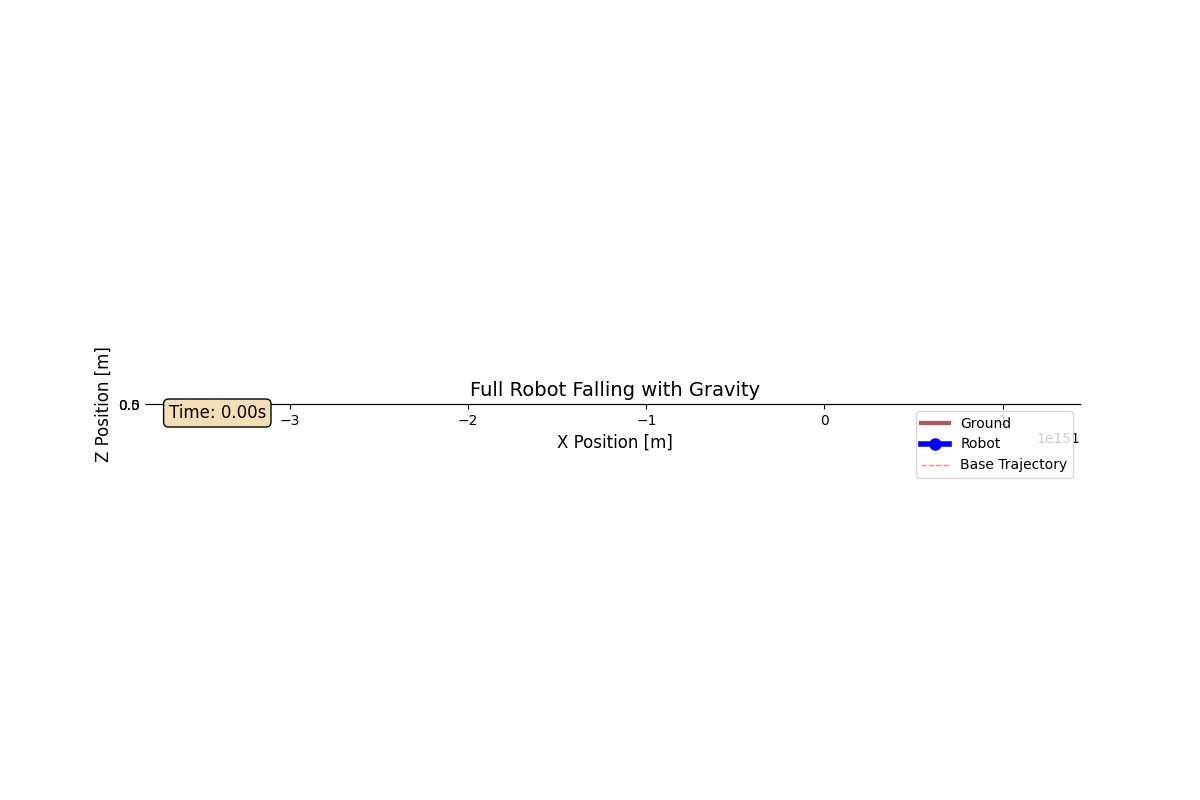 Full Robot Falling with Gravity
Z Position [m]
Time: 0.00s
−3
−2
−1
0
1
1e151
X Position [m]
Ground
Robot
Base Trajectory